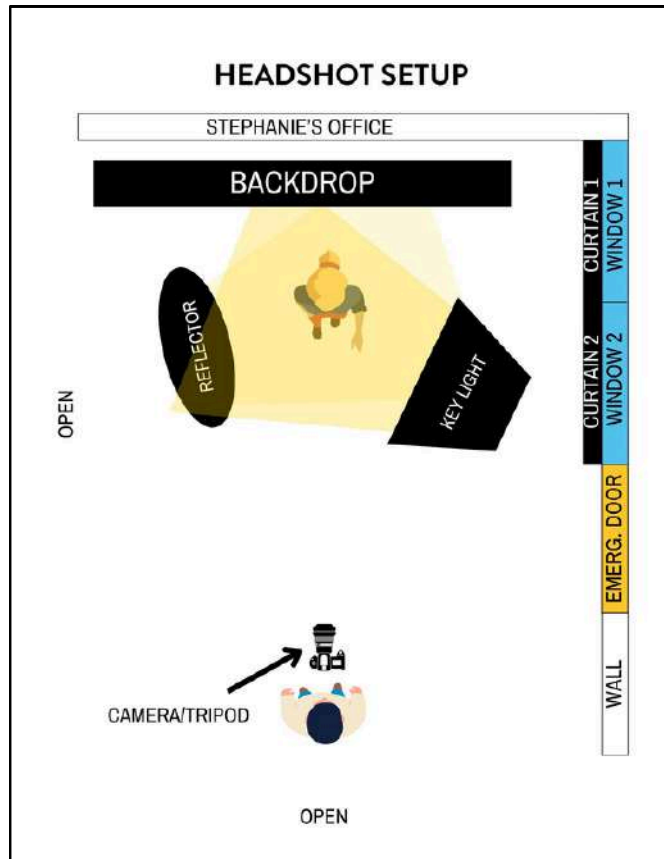 HEADSHOT SETUP
STEPHANIE'S OFFICE
BACKDROP
CURTAIN 1
WINDOW 1
REFLECTOR
KEY LIGHT
CURTAIN 2
WINDOW 2
OPEN
EMERG. DOOR
CAMERA/TRIPOD
WALL
OPEN